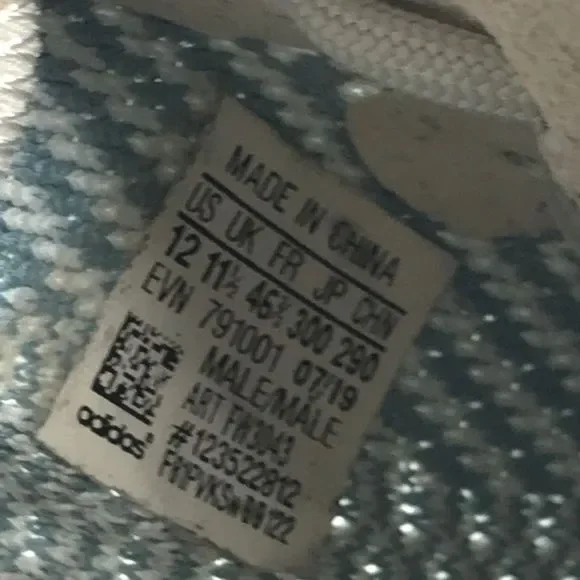 MADE IN CHINA
US UK FR JP CHN
12 11½ 46⅔ 300 290
EVN 791001 07/19
MALE/MALE
ART FW3043
#123522812
adidas